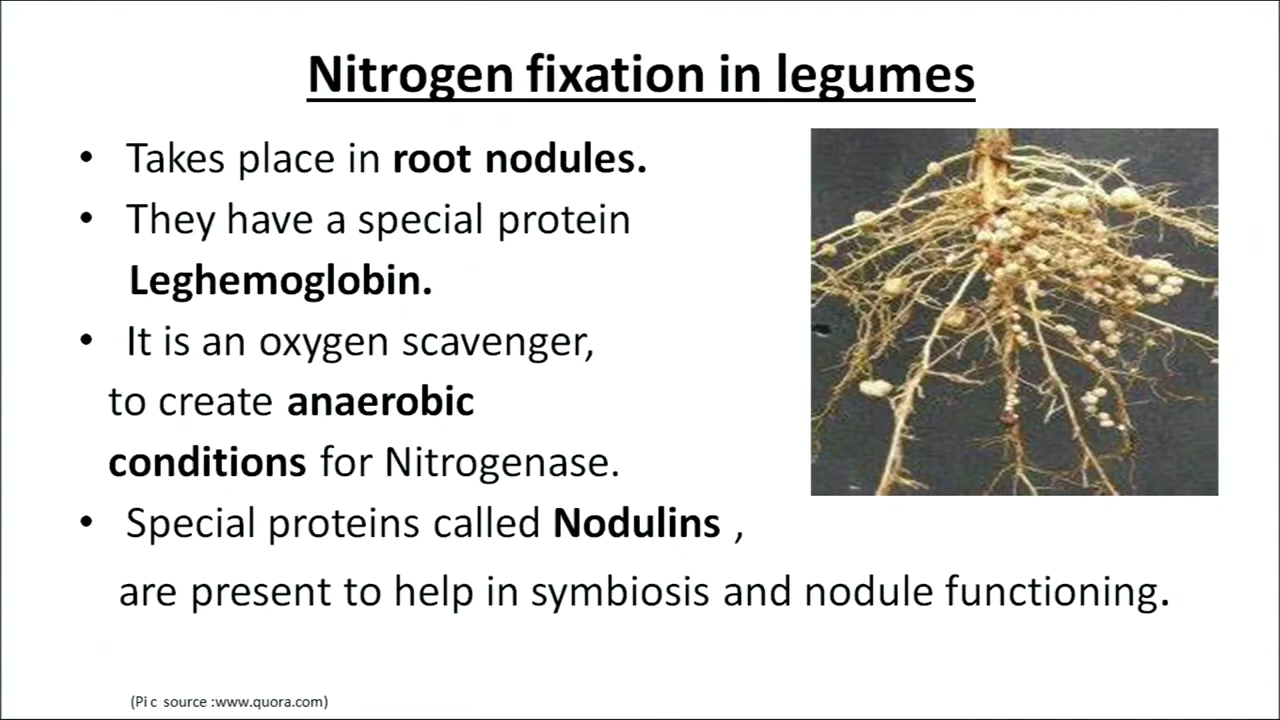 Nitrogen fixation in legumes
• Takes place in root nodules.
• They have a special protein
Leghemoglobin.
• It is an oxygen scavenger,
to create anaerobic
conditions for Nitrogenase.
• Special proteins called Nodulins ,
are present to help in symbiosis and nodule functioning.
(Pi c source :www.quora.com)